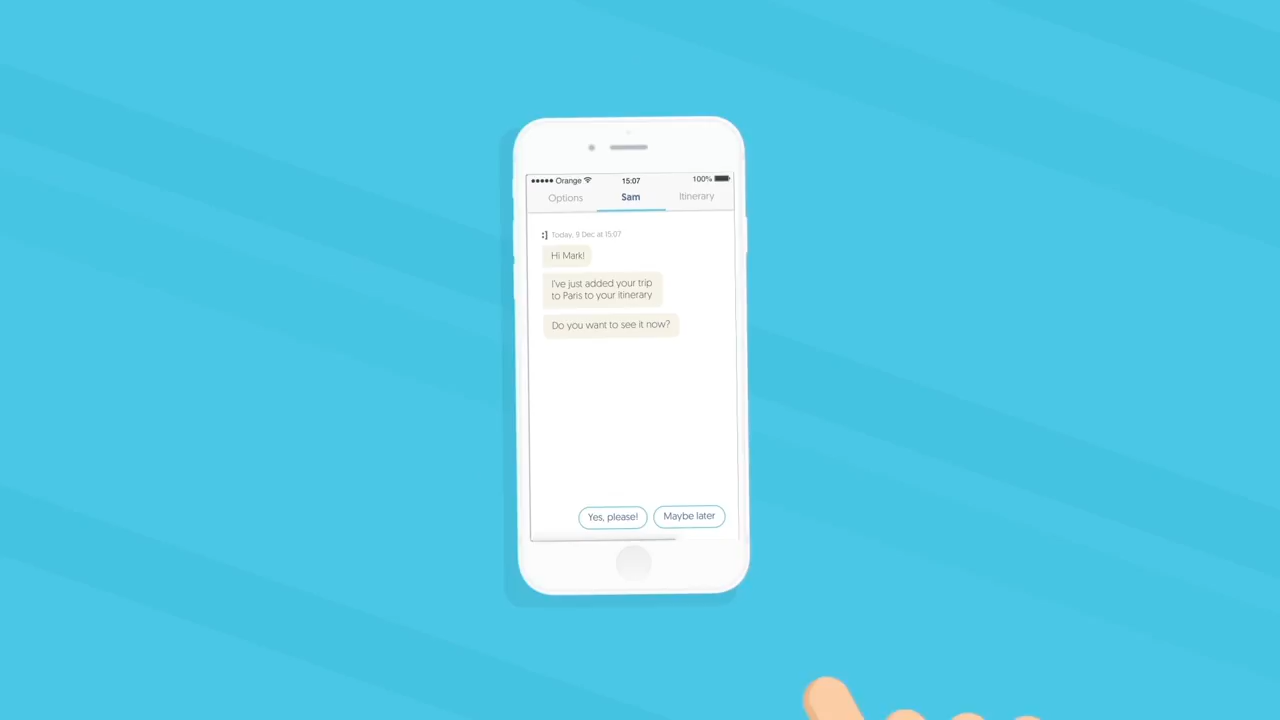 Orange 15:07 100%
Options Sam Itinerary
:] Today, 9 Dec at 15:07
Hi Mark!
I've just added your trip
to Paris to your itinerary
Do you want to see it now?
Yes, please! Maybe later